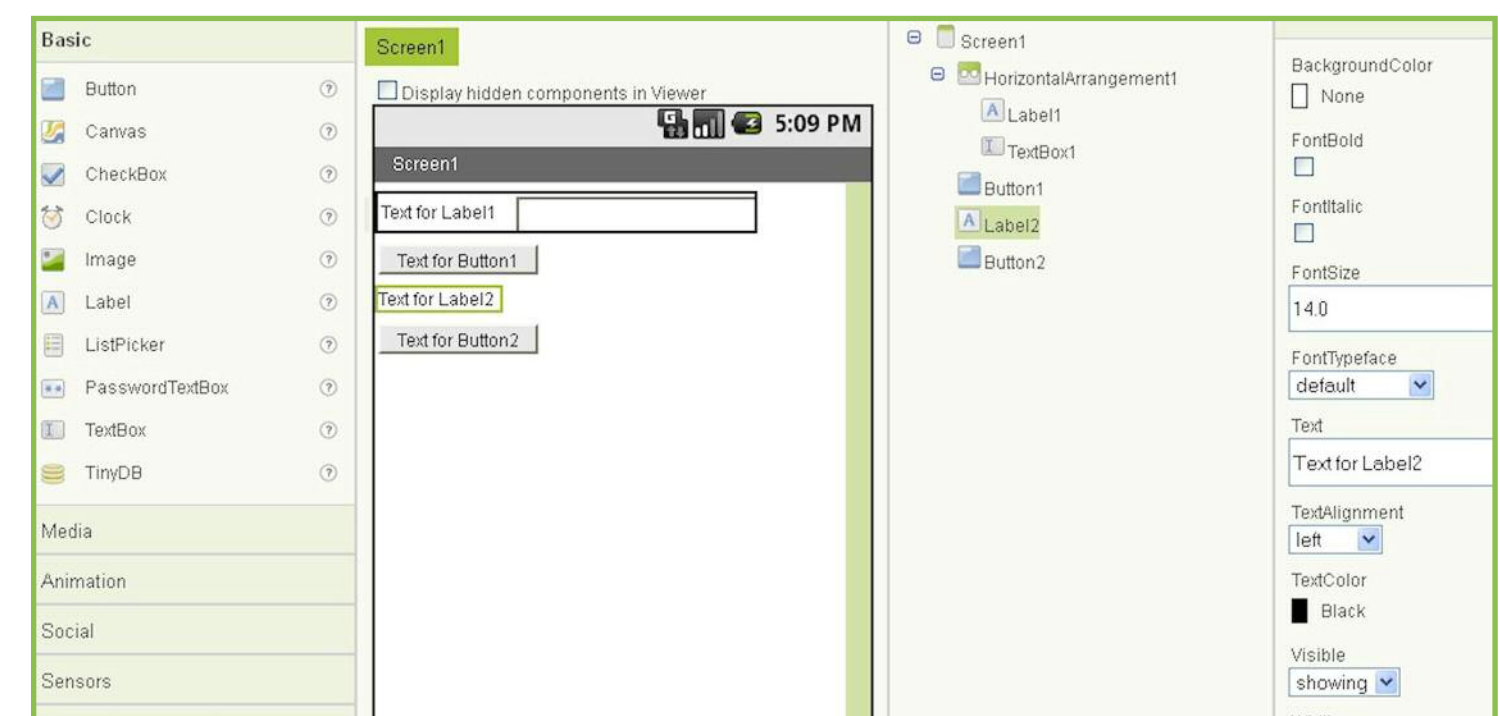 Basic
Button
Canvas
CheckBox
Clock
Image
Label
ListPicker
PasswordTextBox
TextBox
TinyDB
Media
Animation
Social
Sensors
Screen1
Display hidden components in Viewer
5:09 PM
Screen1
Text for Label1
Text for Button1
Text for Label2
Text for Button2
Screen1
HorizontalArrangement1
Label1
TextBox1
Button1
Label2
Button2
BackgroundColor
None
FontBold
FontItalic
FontSize
14.0
FontTypeface
default
Text
Text for Label2
TextAlignment
left
TextColor
Black
Visible
showing